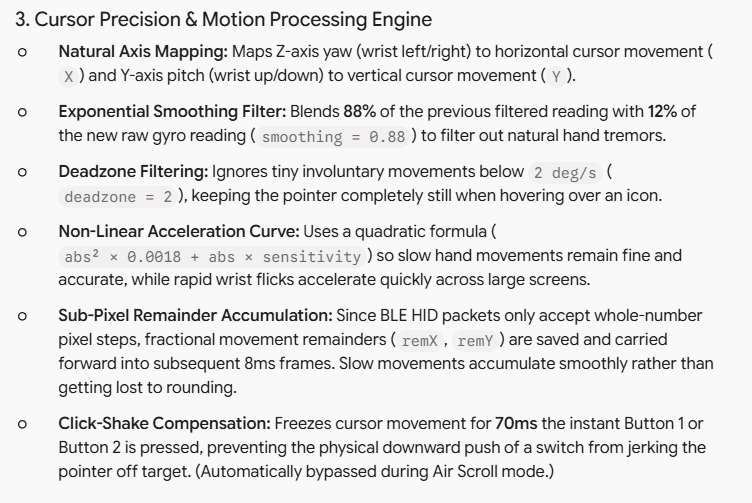 3. Cursor Precision & Motion Processing Engine
o Natural Axis Mapping: Maps Z-axis yaw (wrist left/right) to horizontal cursor movement (
X ) and Y-axis pitch (wrist up/down) to vertical cursor movement ( Y ).
o Exponential Smoothing Filter: Blends 88% of the previous filtered reading with 12% of
the new raw gyro reading ( smoothing = 0.88 ) to filter out natural hand tremors.
o Deadzone Filtering: Ignores tiny involuntary movements below 2 deg/s (
deadzone = 2 ), keeping the pointer completely still when hovering over an icon.
o Non-Linear Acceleration Curve: Uses a quadratic formula (
abs² × 0.0018 + abs × sensitivity ) so slow hand movements remain fine and
accurate, while rapid wrist flicks accelerate quickly across large screens.
o Sub-Pixel Remainder Accumulation: Since BLE HID packets only accept whole-number
pixel steps, fractional movement remainders ( remX , remY ) are saved and carried
forward into subsequent 8ms frames. Slow movements accumulate smoothly rather than
getting lost to rounding.
o Click-Shake Compensation: Freezes cursor movement for 70ms the instant Button 1 or
Button 2 is pressed, preventing the physical downward push of a switch from jerking the
pointer off target. (Automatically bypassed during Air Scroll mode.)